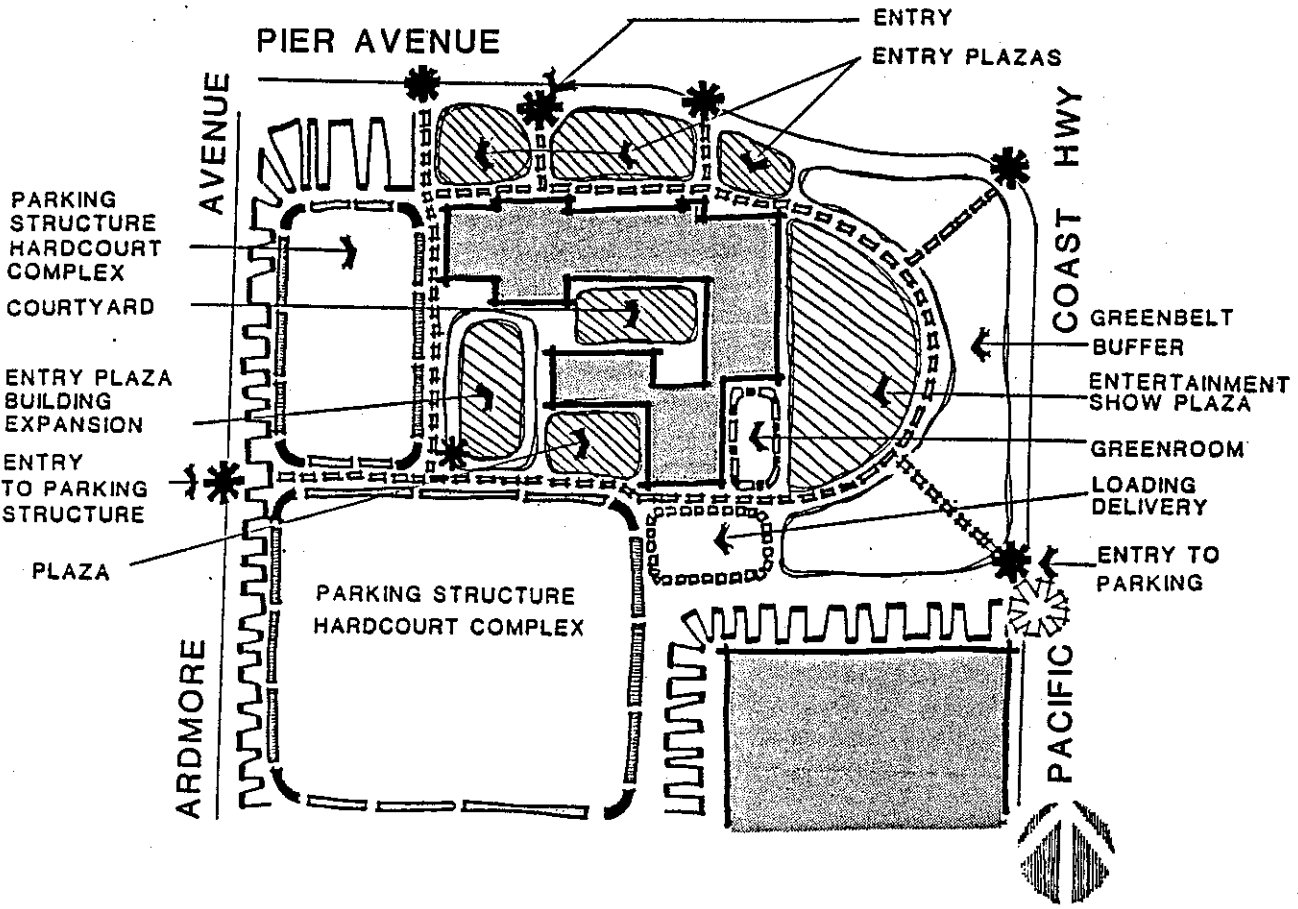 ENTRY
PIER AVENUE
ENTRY PLAZAS
AVENUE
HWY
PARKING
STRUCTURE
HARDCOURT
COMPLEX
COURTYARD
COAST
GREENBELT
BUFFER
ENTRY PLAZA
BUILDING
EXPANSION
ENTERTAINMENT
SHOW PLAZA
GREENROOM
ENTRY
TO PARKING
STRUCTURE
LOADING
DELIVERY
PLAZA
ENTRY TO
PARKING
PARKING STRUCTURE
HARDCOURT COMPLEX
ARDMORE
PACIFIC